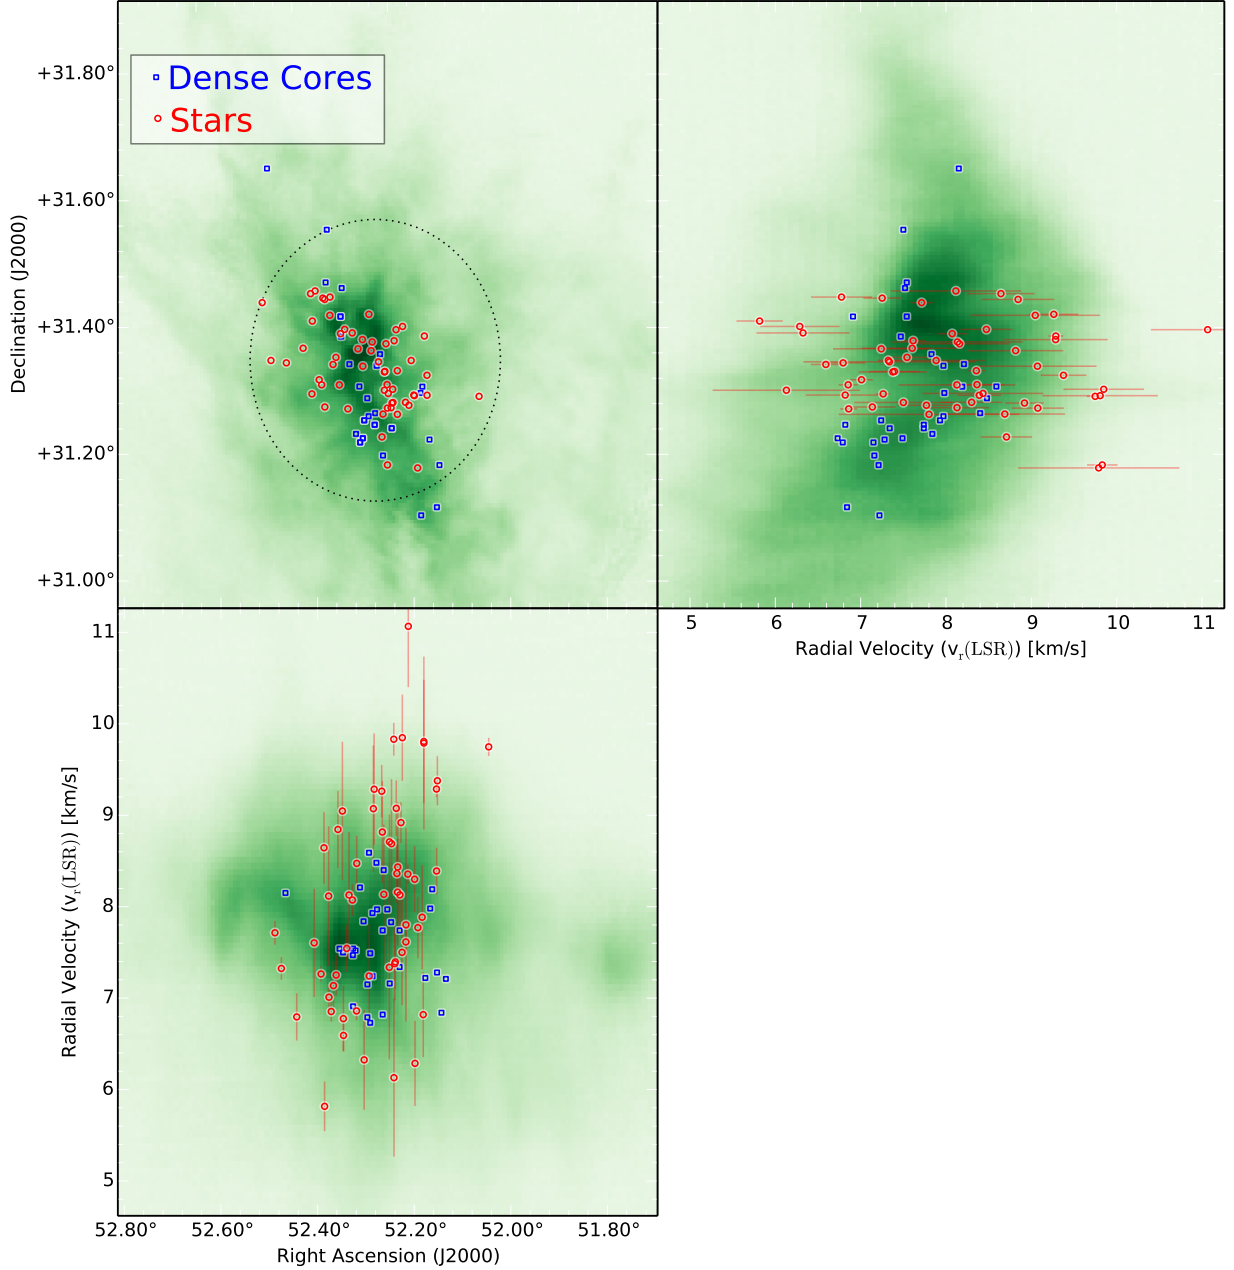 +31.80°
+31.60°
+31.40°
+31.20°
+31.00°
Declination (J2000)
Dense Cores
Stars
5 6 7 8 9 10 11
Radial Velocity (vr(LSR)) [km/s]
11
10
9
8
7
6
5
Radial Velocity (vr(LSR)) [km/s]
52.80° 52.60° 52.40° 52.20° 52.00° 51.80°
Right Ascension (J2000)